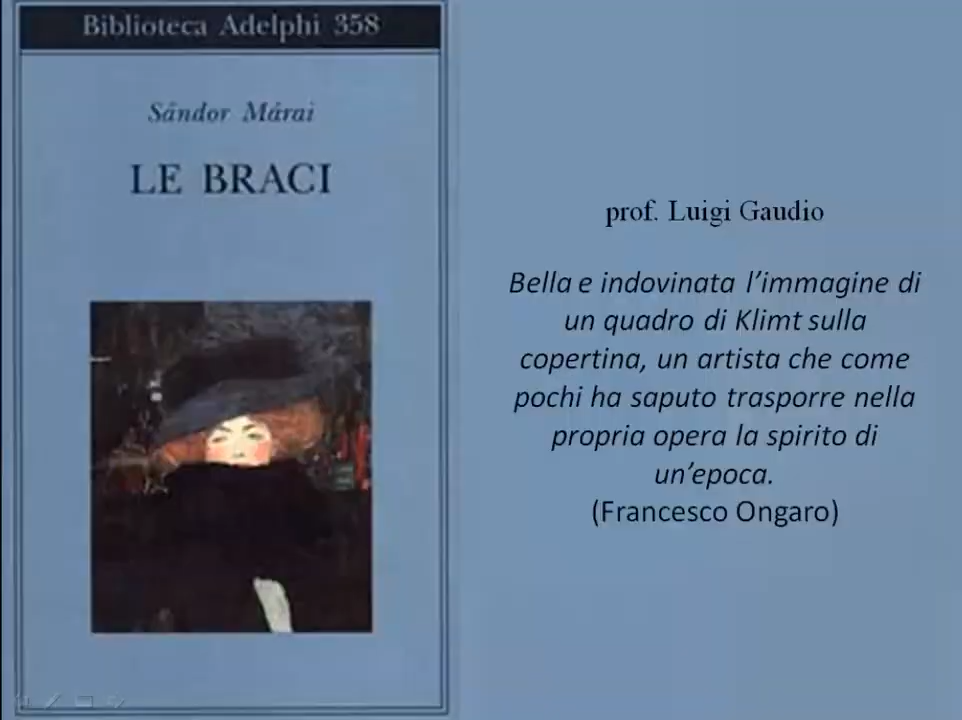 Biblioteca Adelphi 358
Sándor Márai
LE BRACI
prof. Luigi Gaudio
Bella e indovinata l’immagine di
un quadro di Klimt sulla
copertina, un artista che come
pochi ha saputo trasporre nella
propria opera la spirito di
un’epoca.
(Francesco Ongaro)